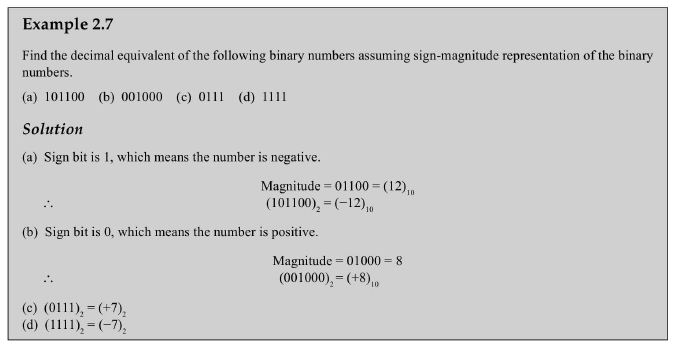 Example 2.7
Find the decimal equivalent of the following binary numbers assuming sign-magnitude representation of the binary
numbers.
(a) 101100 (b) 001000 (c) 0111 (d) 1111
Solution
(a) Sign bit is 1, which means the number is negative.
Magnitude = 01100 = (12)₁₀
∴ (101100)₂ = (−12)₁₀
(b) Sign bit is 0, which means the number is positive.
Magnitude = 01000 = 8
∴ (001000)₂ = (+8)₁₀
(c) (0111)₂ = (+7)₂
(d) (1111)₂ = (−7)₂